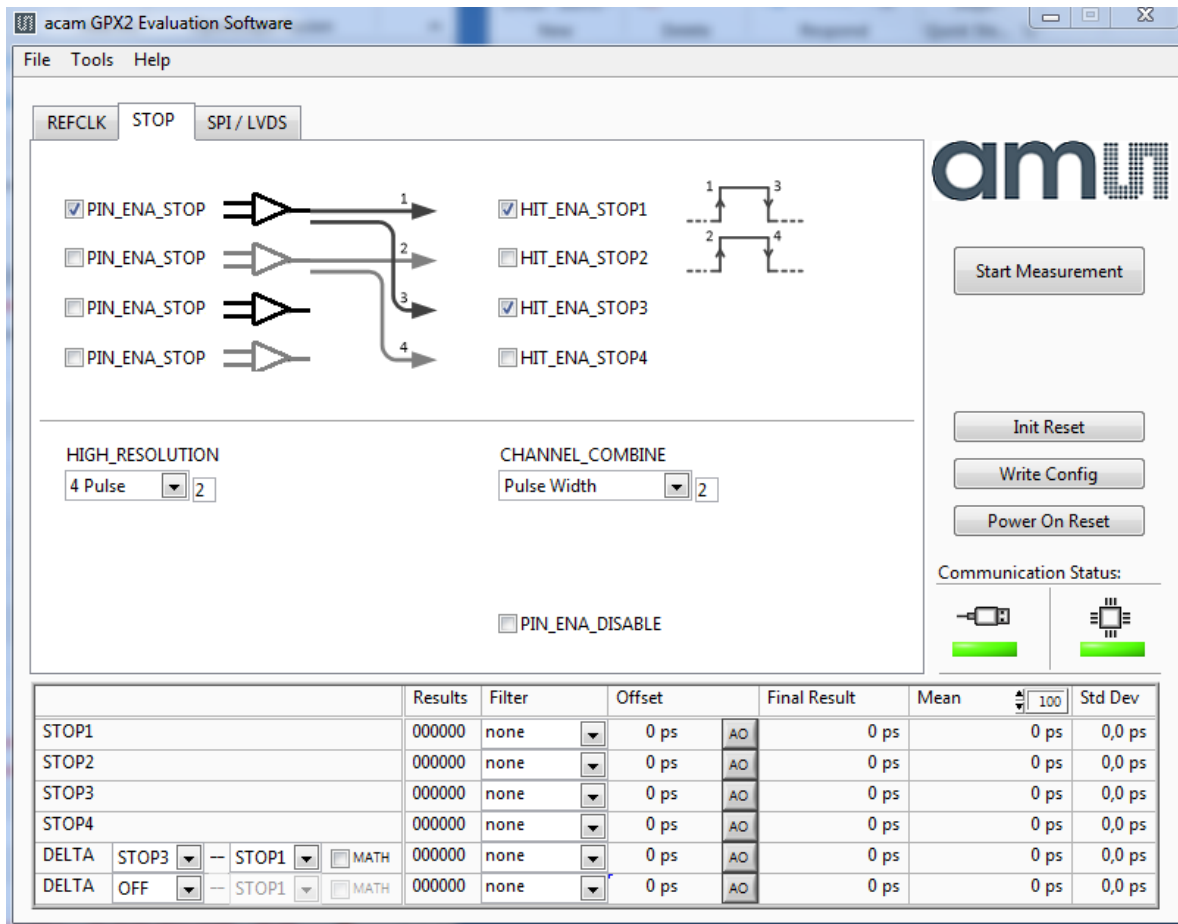 acam GPX2 Evaluation Software
File Tools Help
REFCLK STOP SPI / LVDS
amu
PIN_ENA_STOP 1 HIT_ENA_STOP1 1 3
PIN_ENA_STOP 2 HIT_ENA_STOP2 2 4
PIN_ENA_STOP 3 HIT_ENA_STOP3
PIN_ENA_STOP 4 HIT_ENA_STOP4
Start Measurement
HIGH_RESOLUTION CHANNEL_COMBINE
4 Pulse 2 Pulse Width 2
PIN_ENA_DISABLE
Init Reset
Write Config
Power On Reset
Communication Status:
Results Filter Offset Final Result Mean 100 Std Dev
STOP1 000000 none 0 ps AO 0 ps 0 ps 0,0 ps
STOP2 000000 none 0 ps AO 0 ps 0 ps 0,0 ps
STOP3 000000 none 0 ps AO 0 ps 0 ps 0,0 ps
STOP4 000000 none 0 ps AO 0 ps 0 ps 0,0 ps
DELTA STOP3 -- STOP1 MATH 000000 none 0 ps AO 0 ps 0 ps 0,0 ps
DELTA OFF -- STOP1 MATH 000000 none 0 ps AO 0 ps 0 ps 0,0 ps